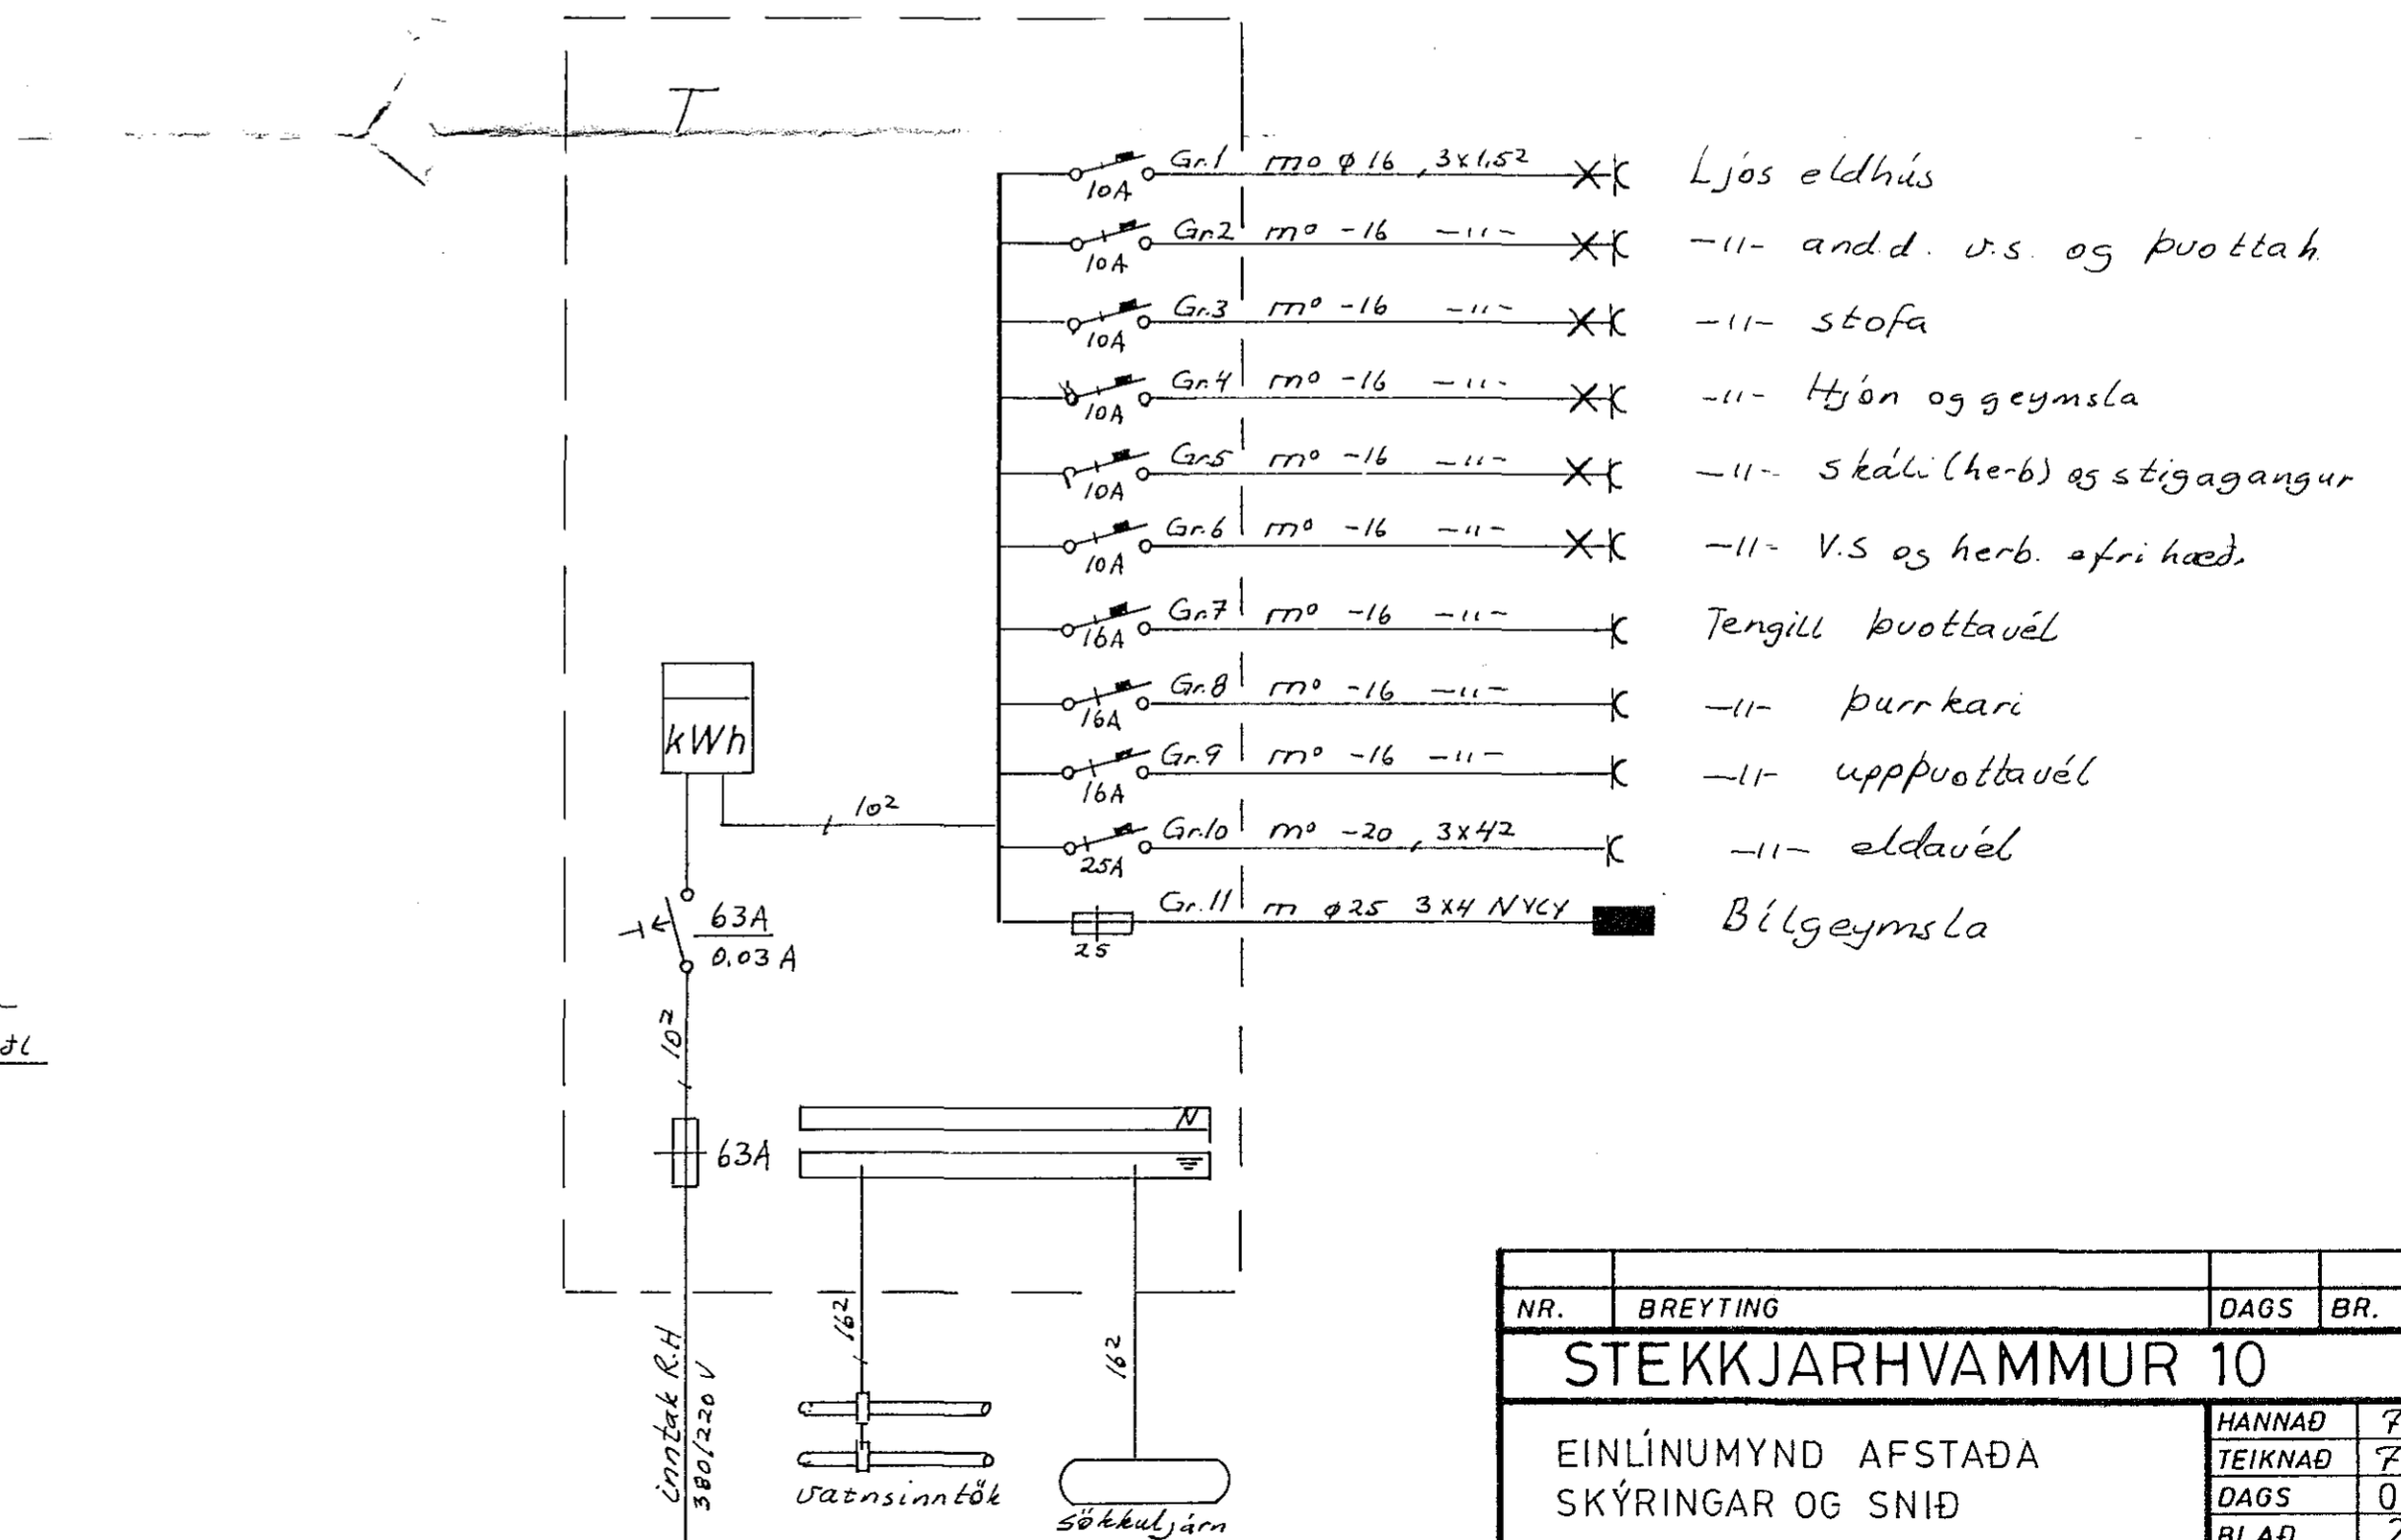 T
Gr.1 mo ø 16, 3x1,5² Ljós eldhús
10A
Gr.2 mo -16 -11- -11- and.d. v.s. og þvottah.
10A
Gr.3 mo -16 -11- -11- stofa
10A
Gr.4 mo -16 -11- -11- Hjón og geymsla
10A
Gr.5 mo -16 -11- -11- skáli (herb) og stigagangur
10A
Gr.6 mo -16 -11- -11- V.S og herb. efri hæð.
10A
Gr.7 mo -16 -11- Tengill þvottavél
16A
Gr.8 mo -16 -11- -11- þurrkari
16A
Gr.9 mo -16 -11- -11- uppþvottavél
16A
Gr.10 mo -20, 3x4² -11- eldavél
25A
Gr.11 m ø25 3x4 NYCY Bílgeymsla
25
kWh
10²
63A
0.03 A
10²
63A
N
inntak R.H
380/220 V
16²
16²
vatnsinntök
sökkuljárn
NR. BREYTING DAGS BR.
STEKKJARHVAMMUR 10
EINLÍNUMYND AFSTAÐA
SKÝRINGAR OG SNIÐ
HANNAÐ
TEIKNAÐ
DAGS 0
BLAÐ 2